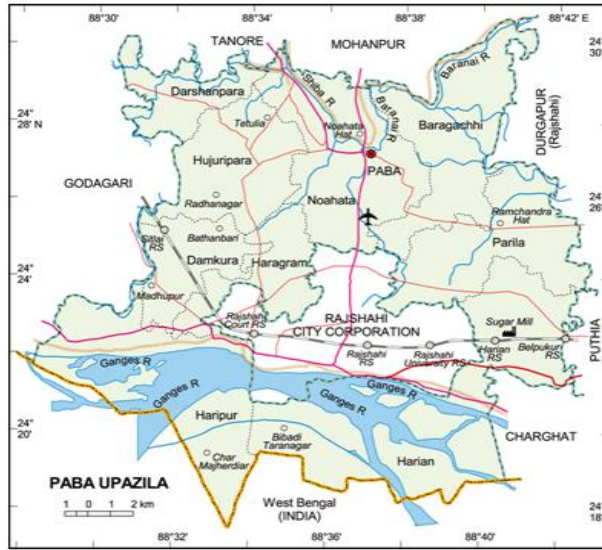 88°30'
88°34'
88°38'
88°42' E
TANORE
MOHANPUR
24°
30'
Baranai R
Darshanpara
Shiba R
Baranai R
24°
28' N
Tetulia
Noahata
Hat
Baragachhi
DURGAPUR
(Rajshahi)
Hujuripara
PABA
GODAGARI
Radhanagar
Noahata
24°
26'
Sitlai
RS
Bathanbari
Ramchandra
Hat
Damkura
Haragram
Parila
24°
24'
Madhupur
Rajshahi
Court RS
RAJSHAHI
CITY CORPORATION
Sugar Mill
PUTHIA
Rajshahi
RS
Rajshahi
University RS
Harian
RS
Belpukuri
RS
Ganges R
Ganges R
Ganges R
Ganges R
24°
20'
Haripur
Bibadi
Taranagar
CHARGHAT
Char
Majherdiar
Harian
PABA UPAZILA
1 0 1 2 km
West Bengal
(INDIA)
24°
18'
88°32'
88°36'
88°40'